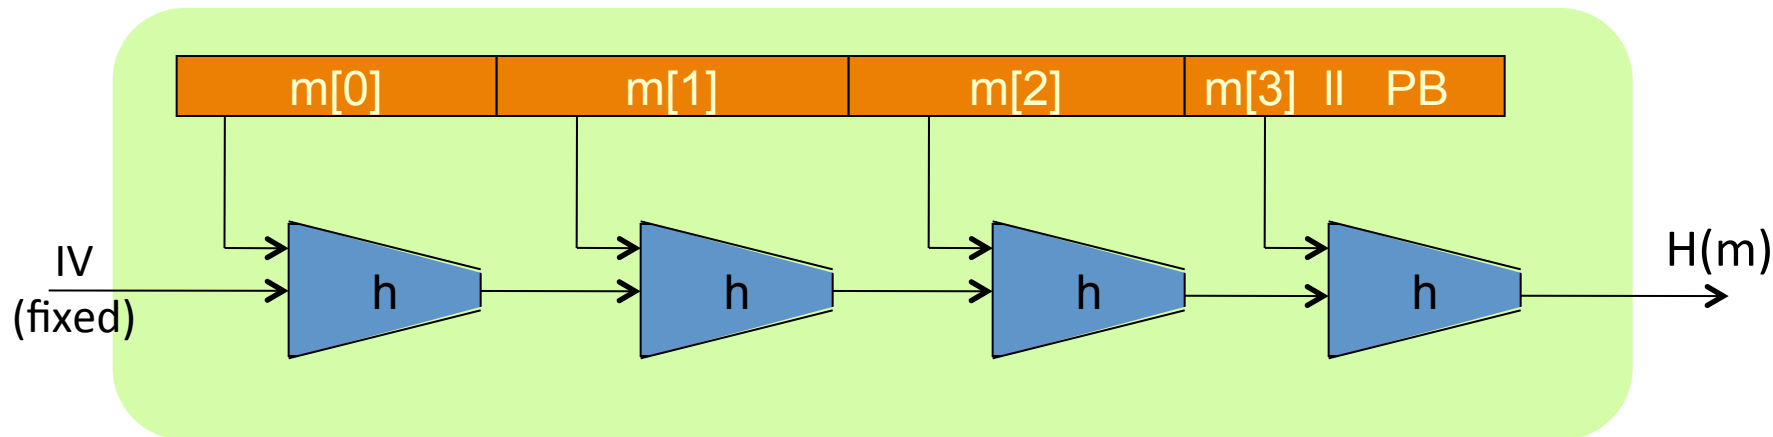 m[0] m[1] m[2] m[3] ll PB
IV
(fixed)
h h h h
H(m)